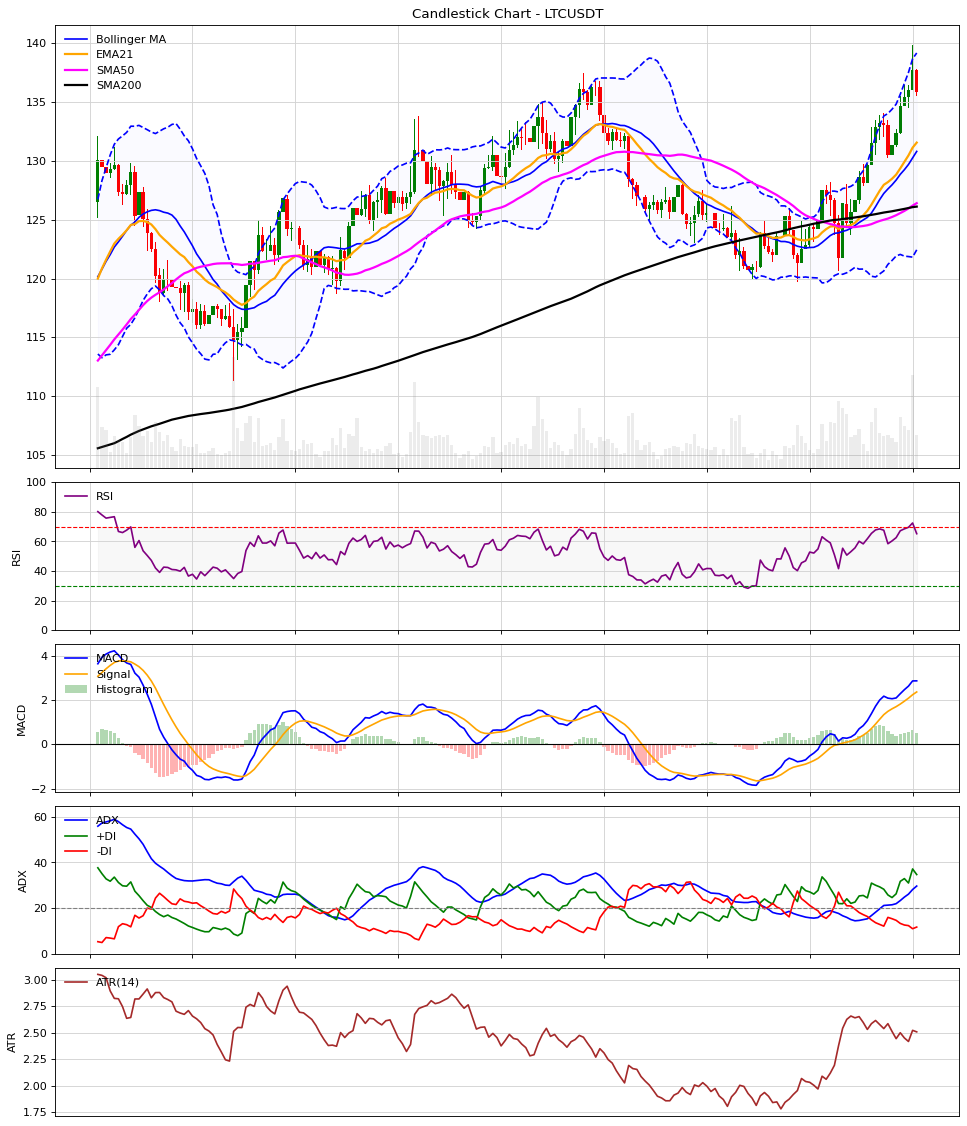 Candlestick Chart - LTCUSDT
Bollinger MA
EMA21
SMA50
SMA200
140
135
130
125
120
115
110
105
RSI
RSI
100
80
60
40
20
0
MACD
Signal
Histogram
MACD
4
2
0
−2
ADX
+DI
-DI
ADX
60
40
20
0
ATR(14)
ATR
3.00
2.75
2.50
2.25
2.00
1.75